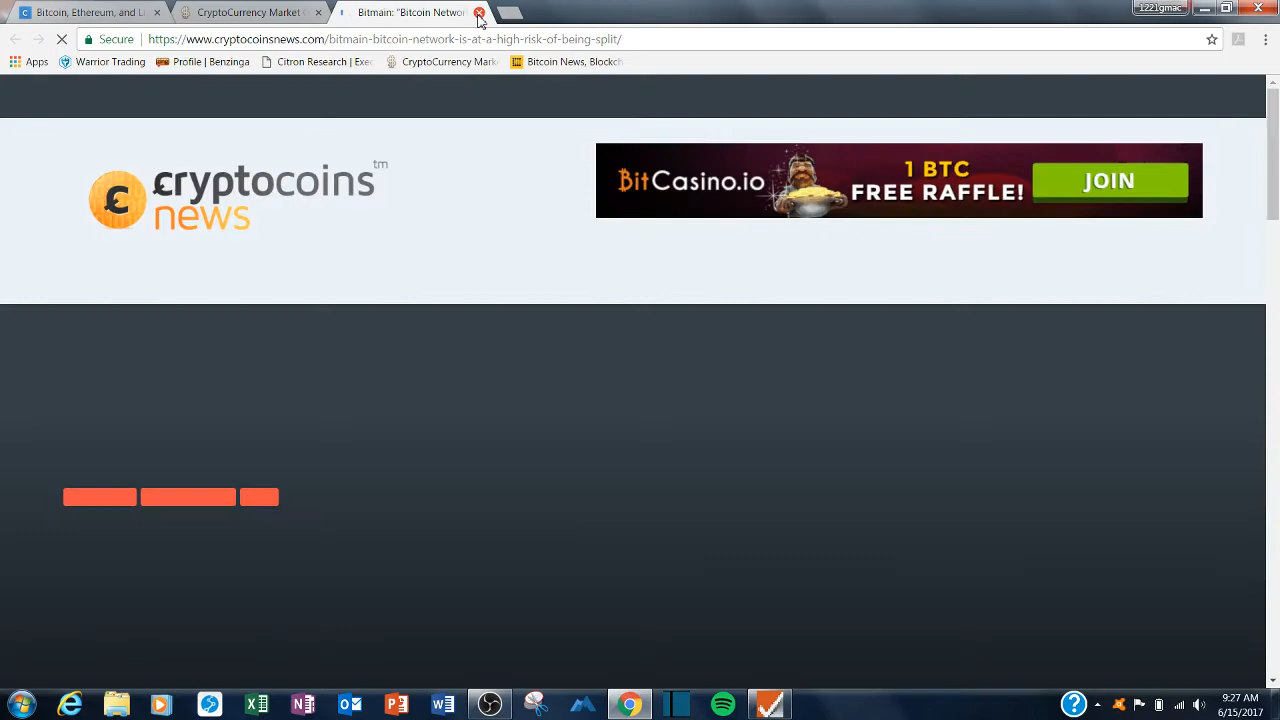 Bitcoin, Ethereum, and Li
CryptoCurrency Market C
Bitmain: "Bitcoin Networ
1221gmac
Secure
https://www.cryptocoinsnews.com/bitmain-bitcoin-network-is-at-a-high-risk-of-being-split/
Apps
Warrior Trading
Profile | Benzinga
Citron Research | Exec
CryptoCurrency Mark
Bitcoin News, Blockch
cryptocoins tm
news
BitCasino.io
1 BTC
FREE RAFFLE!
JOIN
9:27 AM
6/15/2017